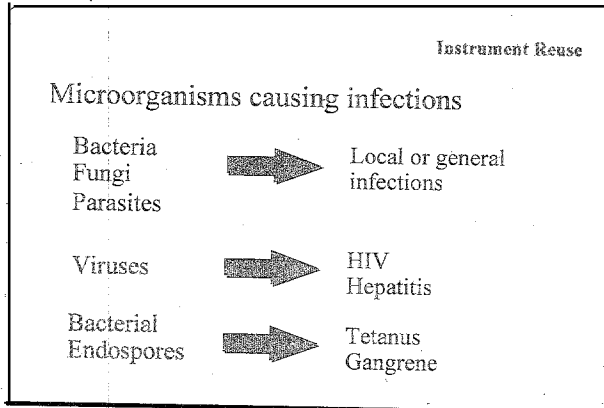 Instrument Reuse
Microorganisms causing infections
Bacteria
Fungi
Parasites
Local or general
infections
Viruses
HIV
Hepatitis
Bacterial
Endospores
Tetanus
Gangrene